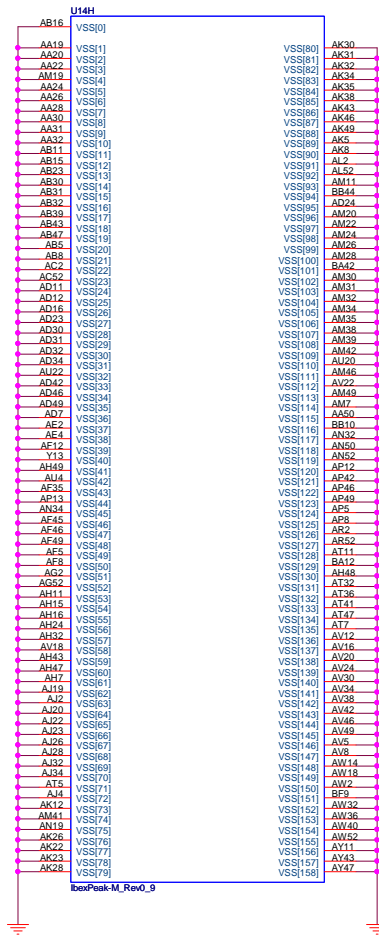 U14H
AB16 VSS[0]
AA19 VSS[1] VSS[80] AK30
AA20 VSS[2] VSS[81] AK31
AA22 VSS[3] VSS[82] AK32
AM19 VSS[4] VSS[83] AK34
AA24 VSS[5] VSS[84] AK35
AA26 VSS[6] VSS[85] AK38
AA28 VSS[7] VSS[86] AK43
AA30 VSS[8] VSS[87] AK46
AA31 VSS[9] VSS[88] AK49
AA32 VSS[10] VSS[89] AK5
AB11 VSS[11] VSS[90] AK8
AB15 VSS[12] VSS[91] AL2
AB23 VSS[13] VSS[92] AL52
AB30 VSS[14] VSS[93] AM11
AB31 VSS[15] VSS[94] BB44
AB32 VSS[16] VSS[95] AD24
AB39 VSS[17] VSS[96] AM20
AB43 VSS[18] VSS[97] AM22
AB47 VSS[19] VSS[98] AM24
AB5 VSS[20] VSS[99] AM26
AB8 VSS[21] VSS[100] AM28
AC2 VSS[22] VSS[101] BA42
AC52 VSS[23] VSS[102] AM30
AD11 VSS[24] VSS[103] AM31
AD12 VSS[25] VSS[104] AM32
AD16 VSS[26] VSS[105] AM34
AD23 VSS[27] VSS[106] AM35
AD30 VSS[28] VSS[107] AM38
AD31 VSS[29] VSS[108] AM39
AD32 VSS[30] VSS[109] AM42
AD34 VSS[31] VSS[110] AU20
AU22 VSS[32] VSS[111] AM46
AD42 VSS[33] VSS[112] AV22
AD46 VSS[34] VSS[113] AM49
AD49 VSS[35] VSS[114] AM7
AD7 VSS[36] VSS[115] AA50
AE2 VSS[37] VSS[116] BB10
AE4 VSS[38] VSS[117] AN32
AF12 VSS[39] VSS[118] AN50
Y13 VSS[40] VSS[119] AN52
AH49 VSS[41] VSS[120] AP12
AU4 VSS[42] VSS[121] AP42
AF35 VSS[43] VSS[122] AP46
AP13 VSS[44] VSS[123] AP49
AN34 VSS[45] VSS[124] AP5
AF45 VSS[46] VSS[125] AP8
AF46 VSS[47] VSS[126] AR2
AF49 VSS[48] VSS[127] AR52
AF5 VSS[49] VSS[128] AT11
AF8 VSS[50] VSS[129] BA12
AG2 VSS[51] VSS[130] AH48
AG52 VSS[52] VSS[131] AT32
AH11 VSS[53] VSS[132] AT36
AH15 VSS[54] VSS[133] AT41
AH16 VSS[55] VSS[134] AT47
AH24 VSS[56] VSS[135] AT7
AH32 VSS[57] VSS[136] AV12
AV18 VSS[58] VSS[137] AV16
AH43 VSS[59] VSS[138] AV20
AH47 VSS[60] VSS[139] AV24
AH7 VSS[61] VSS[140] AV30
AJ19 VSS[62] VSS[141] AV34
AJ2 VSS[63] VSS[142] AV38
AJ20 VSS[64] VSS[143] AV42
AJ22 VSS[65] VSS[144] AV46
AJ23 VSS[66] VSS[145] AV49
AJ26 VSS[67] VSS[146] AV5
AJ28 VSS[68] VSS[147] AV8
AJ32 VSS[69] VSS[148] AW14
AJ34 VSS[70] VSS[149] AW18
AT5 VSS[71] VSS[150] AW2
AJ4 VSS[72] VSS[151] BF9
AK12 VSS[73] VSS[152] AW32
AM41 VSS[74] VSS[153] AW36
AN19 VSS[75] VSS[154] AW40
AK26 VSS[76] VSS[155] AW52
AK22 VSS[77] VSS[156] AY11
AK23 VSS[78] VSS[157] AY43
AK28 VSS[79] VSS[158] AY47
IbexPeak-M_Rev0_9